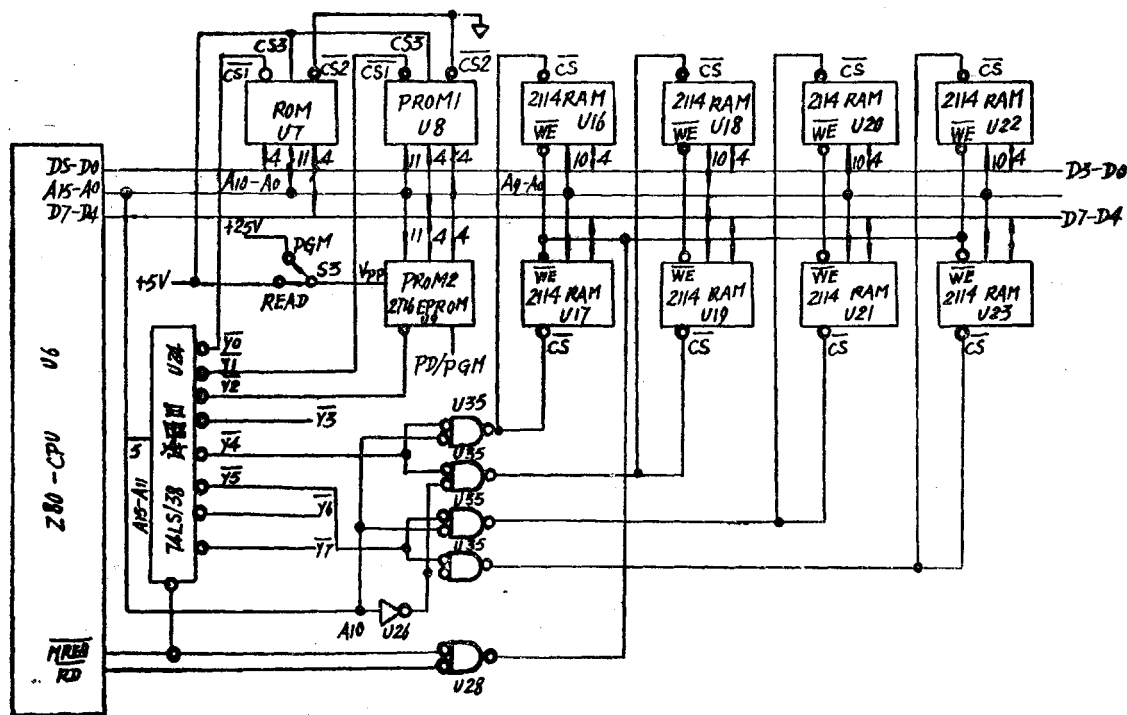 CS3
CS3
CS1
CS2
CS1
CS2
CS
CS
CS
CS
ROM
U7
PROM1
U8
2114 RAM
U16
WE
2114 RAM
U18
WE
2114 RAM
U20
WE
2114 RAM
U22
WE
4
11
4
11
4
4
10
4
10
4
10
4
10
4
D5-D0
D3-D0
A15-A0
A10-A0
A9-A0
D7-D4
D7-D4
+25V
PGM
S3
+5V
READ
Vpp
11
4
4
PROM2
2716 EPROM
U9
PD/PGM
WE
2114 RAM
U17
CS
WE
2114 RAM
U19
CS
WE
2114 RAM
U21
CS
WE
2114 RAM
U23
CS
U6
Z80-CPU
U24
74LS138
5
A15-A11
Y0
Y1
Y2
Y3
Y4
Y5
Y6
Y7
U35
U35
U35
U35
A10
U26
U28
MREQ
RD